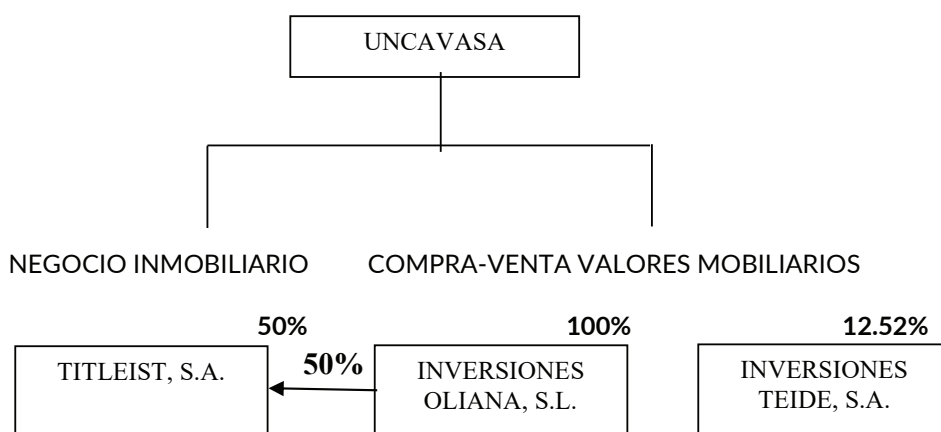 UNCAVASA
NEGOCIO INMOBILIARIO COMPRA-VENTA VALORES MOBILIARIOS
50% 100% 12.52%
TITLEIST, S.A. 50% INVERSIONES OLIANA, S.L. INVERSIONES TEIDE, S.A.